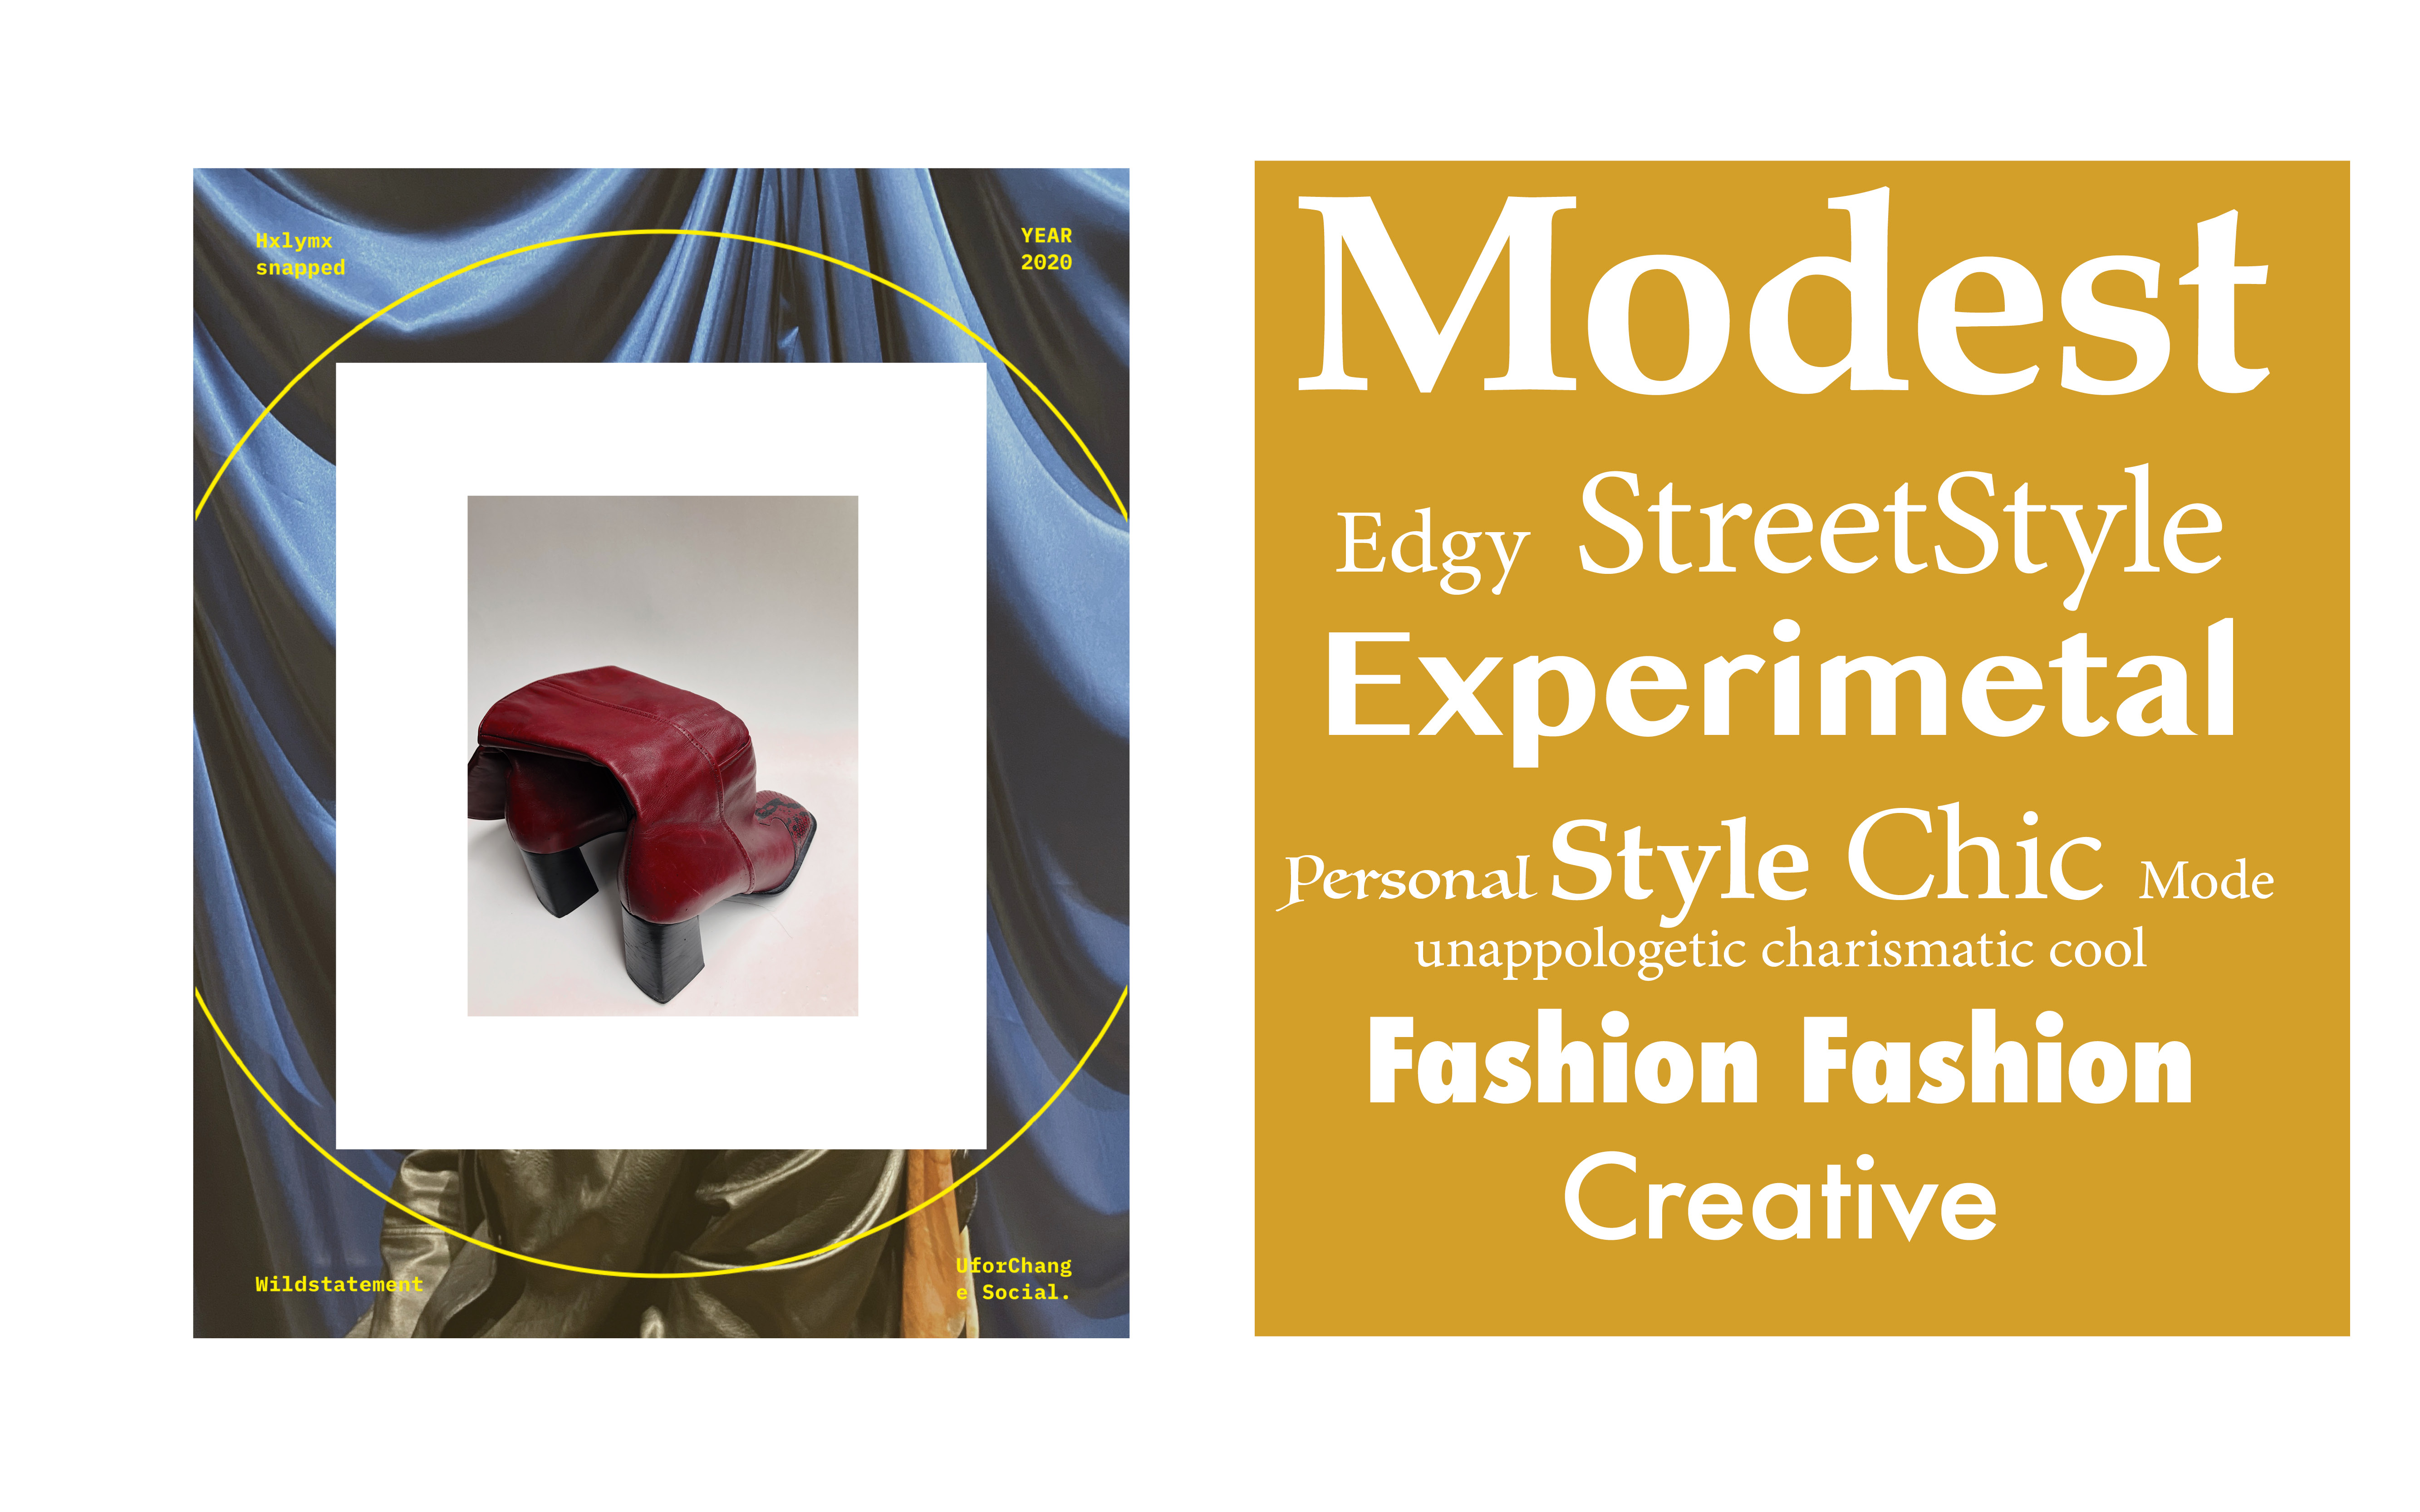 Hxlymx
snapped
YEAR
2020
Wildstatement
UforChang
e Social.
Modest
Edgy StreetStyle
Experimetal
Personal Style Chic Mode
unappologetic charismatic cool
Fashion Fashion
Creative